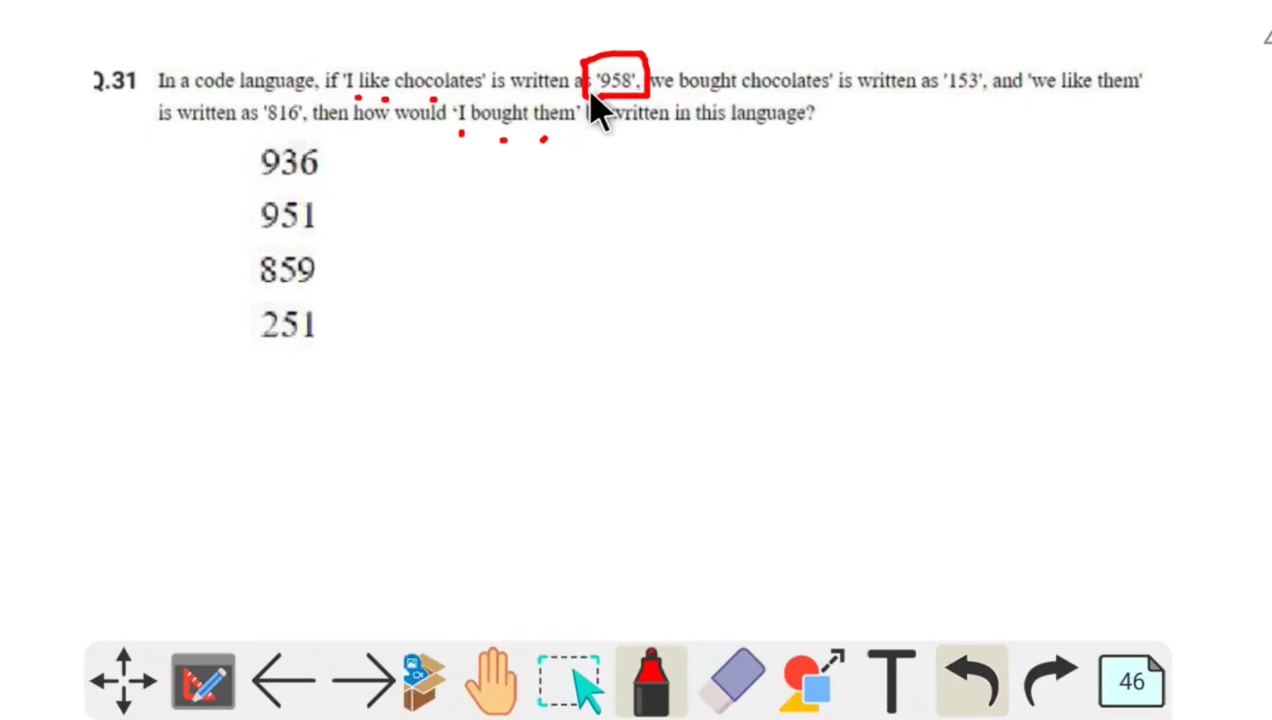 Q.31 In a code language, if 'I like chocolates' is written as '958', 'we bought chocolates' is written as '153', and 'we like them'
is written as '816', then how would ‘I bought them’ written in this language?
936
951
859
251
T
46